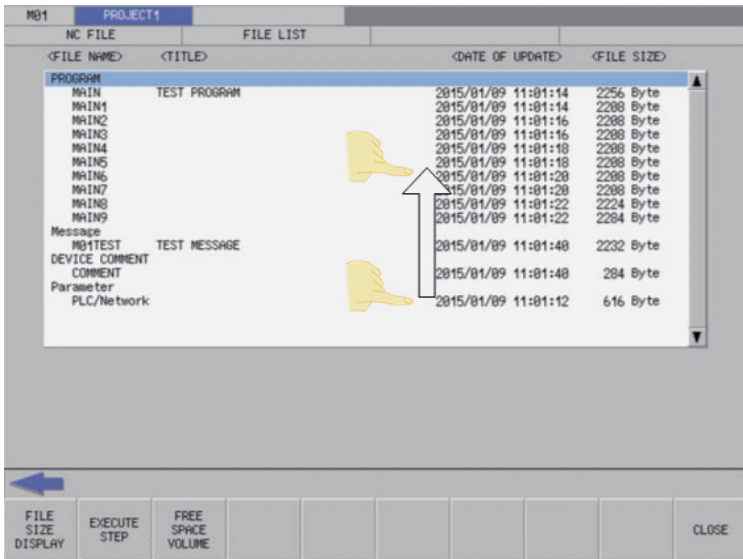 M01 PROJECT1
NC FILE FILE LIST
<FILE NAME> <TITLE> <DATE OF UPDATE> <FILE SIZE>
PROGRAM
MAIN TEST PROGRAM 2015/01/09 11:01:14 2256 Byte
MAIN1 2015/01/09 11:01:14 2208 Byte
MAIN2 2015/01/09 11:01:16 2208 Byte
MAIN3 2015/01/09 11:01:16 2208 Byte
MAIN4 2015/01/09 11:01:18 2208 Byte
MAIN5 2015/01/09 11:01:18 2208 Byte
MAIN6 2015/01/09 11:01:20 2208 Byte
MAIN7 2015/01/09 11:01:20 2208 Byte
MAIN8 2015/01/09 11:01:22 2224 Byte
MAIN9 2015/01/09 11:01:22 2284 Byte
Message
M01TEST TEST MESSAGE 2015/01/09 11:01:40 2232 Byte
DEVICE COMMENT
COMMENT 2015/01/09 11:01:40 284 Byte
Parameter
PLC/Network 2015/01/09 11:01:12 616 Byte
FILE
SIZE
DISPLAY
EXECUTE
STEP
FREE
SPACE
VOLUME
CLOSE